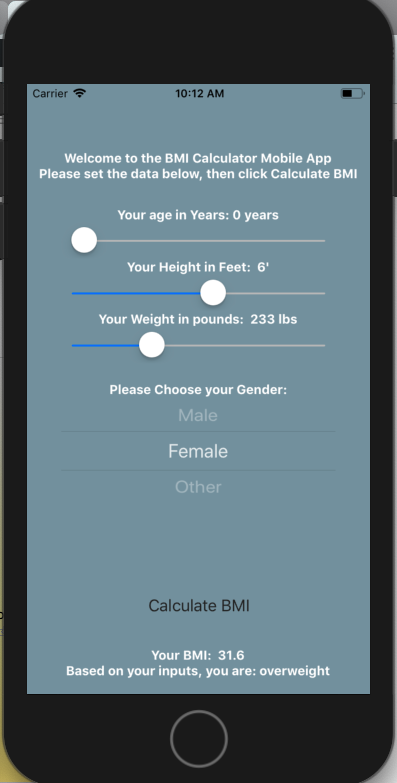 Carrier 10:12 AM
Welcome to the BMI Calculator Mobile App
Please set the data below, then click Calculate BMI
Your age in Years: 0 years
Your Height in Feet: 6'
Your Weight in pounds: 233 lbs
Please Choose your Gender:
Male
Female
Other
Calculate BMI
Your BMI: 31.6
Based on your inputs, you are: overweight